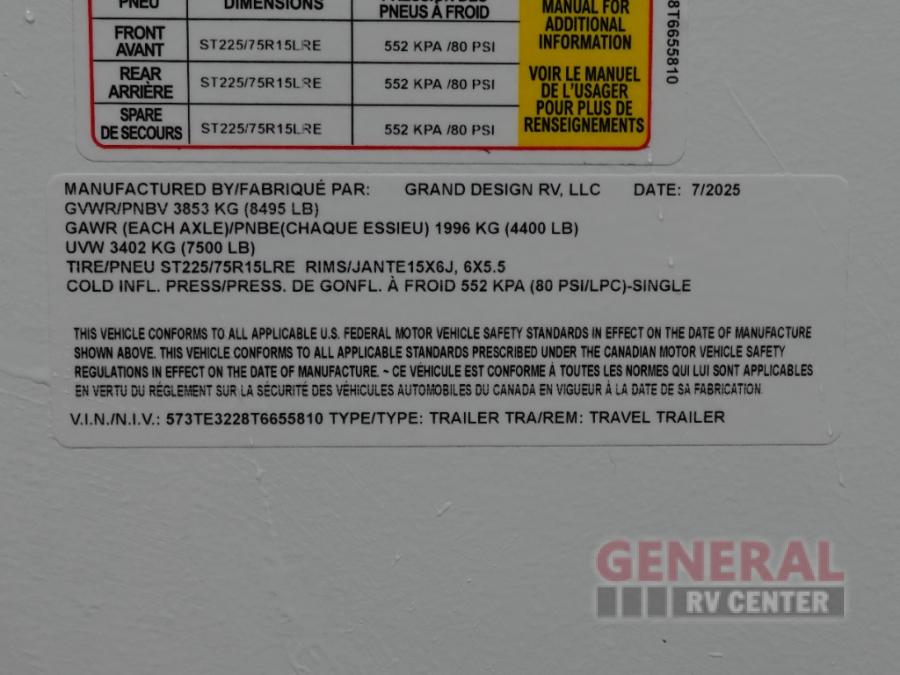 PNEU DIMENSIONS PNEUS À FROID
FRONT
AVANT ST225/75R15LRE 552 KPA /80 PSI
REAR
ARRIÈRE ST225/75R15LRE 552 KPA /80 PSI
SPARE
DE SECOURS ST225/75R15LRE 552 KPA /80 PSI
MANUAL FOR
ADDITIONAL
INFORMATION
VOIR LE MANUEL
DE L'USAGER
POUR PLUS DE
RENSEIGNEMENTS
8T6655810
MANUFACTURED BY/FABRIQUÉ PAR: GRAND DESIGN RV, LLC DATE: 7/2025
GVWR/PNBV 3853 KG (8495 LB)
GAWR (EACH AXLE)/PNBE(CHAQUE ESSIEU) 1996 KG (4400 LB)
UVW 3402 KG (7500 LB)
TIRE/PNEU ST225/75R15LRE RIMS/JANTE15X6J, 6X5.5
COLD INFL. PRESS/PRESS. DE GONFL. À FROID 552 KPA (80 PSI/LPC)-SINGLE
THIS VEHICLE CONFORMS TO ALL APPLICABLE U.S. FEDERAL MOTOR VEHICLE SAFETY STANDARDS IN EFFECT ON THE DATE OF MANUFACTURE
SHOWN ABOVE. THIS VEHICLE CONFORMS TO ALL APPLICABLE STANDARDS PRESCRIBED UNDER THE CANADIAN MOTOR VEHICLE SAFETY
REGULATIONS IN EFFECT ON THE DATE OF MANUFACTURE. ~ CE VÉHICULE EST CONFORME À TOUTES LES NORMES QUI LUI SONT APPLICABLES
EN VERTU DU RÉGLEMENT SUR LA SÉCURITÉ DES VÉHICULES AUTOMOBILES DU CANADA EN VIGUEUR À LA DATE DE SA FABRICATION.
V.I.N./N.I.V.: 573TE3228T6655810 TYPE/TYPE: TRAILER TRA/REM: TRAVEL TRAILER
GENERAL
RV CENTER